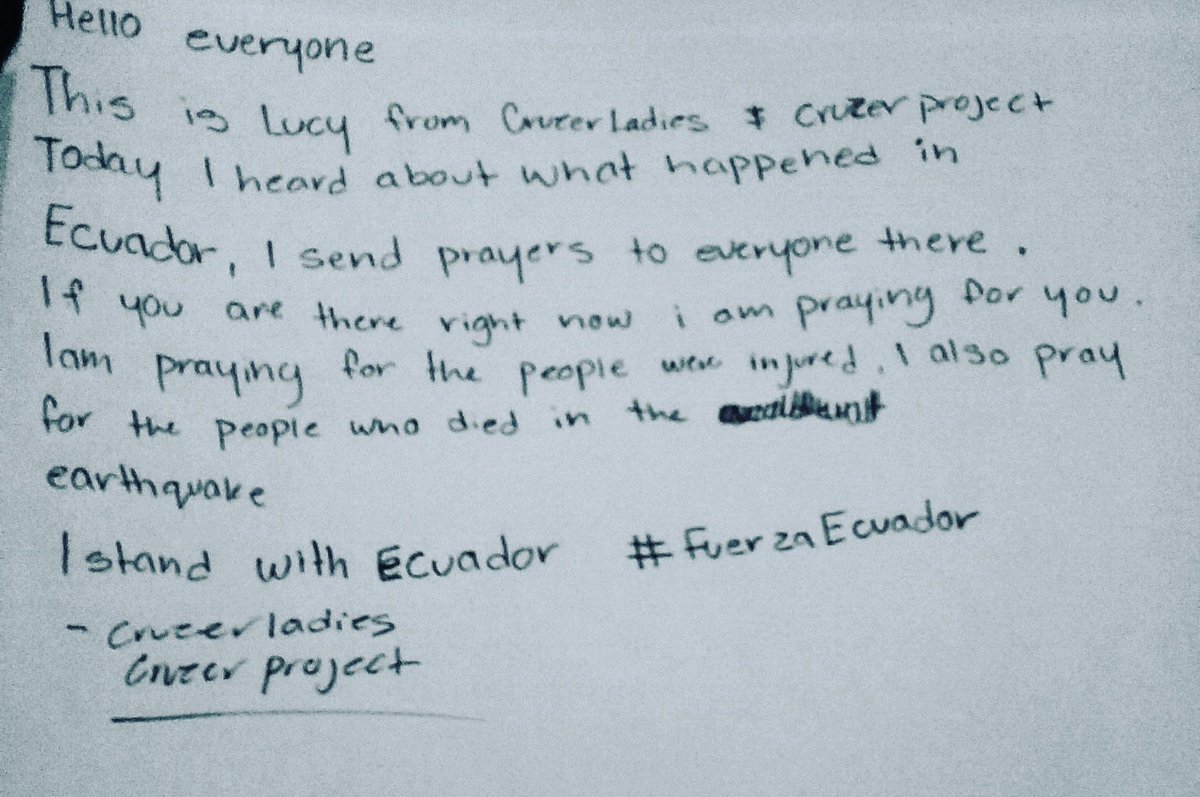 Hello everyone
This is Lucy from Cruzerladies & Cruzer project
Today I heard about what happened in
Ecuador, I send prayers to everyone there.
If you are there right now i am praying for you.
I am praying for the people were injured, I also pray
for the people who died in the
earthquake
I stand with Ecuador #FuerzaEcuador
- Cruzerladies
Cruzer project